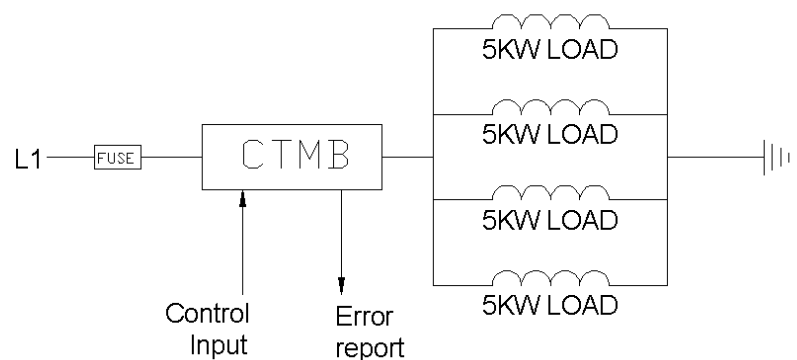 5KW LOAD
5KW LOAD
L1
FUSE
CTMB
5KW LOAD
5KW LOAD
Control
Input
Error
report